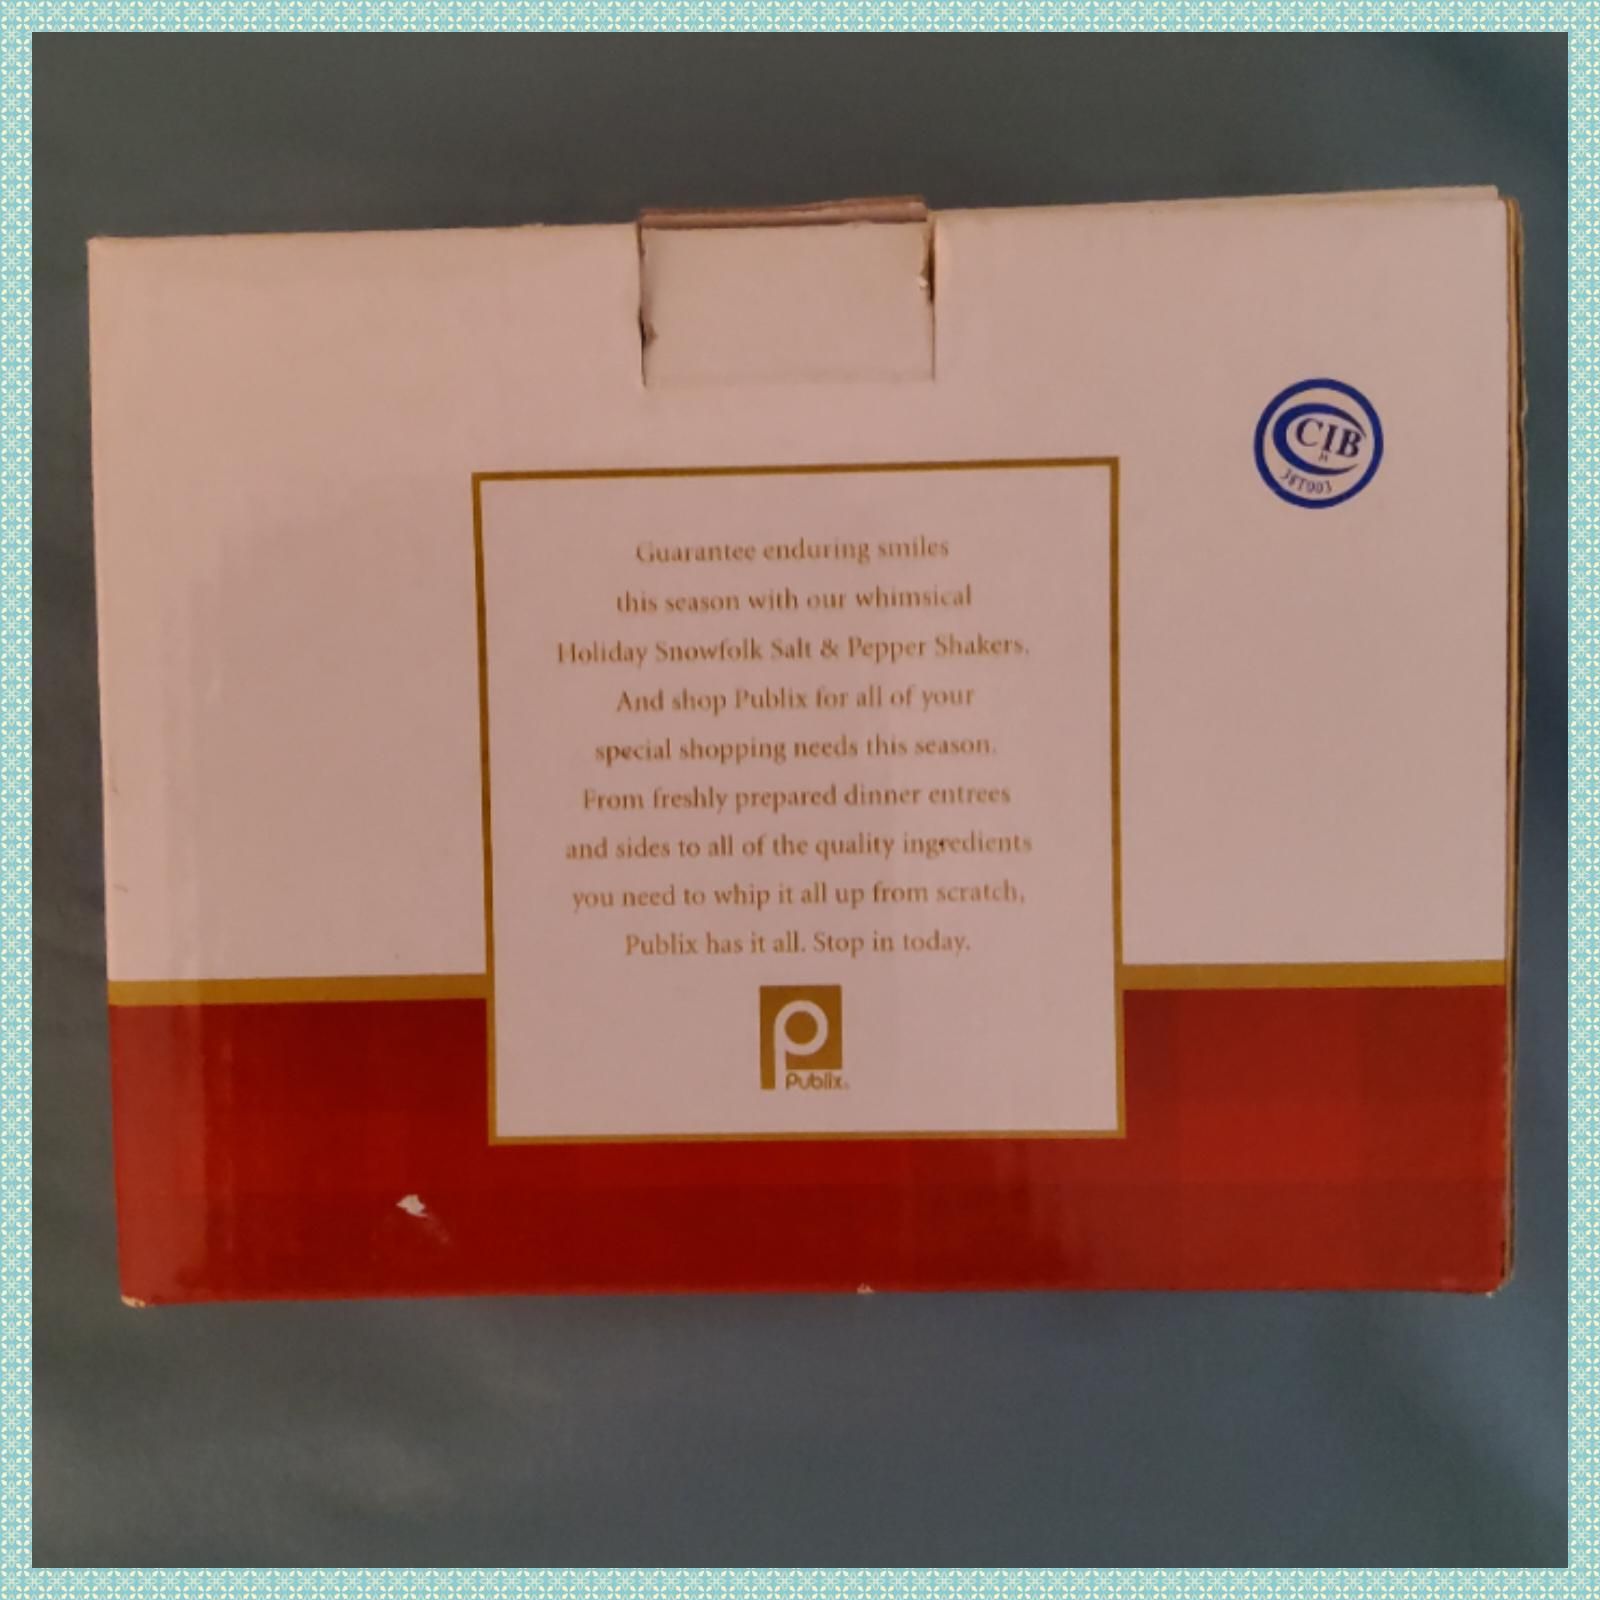 CIB
H
38T003
Guarantee enduring smiles
this season with our whimsical
Holiday Snowfolk Salt & Pepper Shakers.
And shop Publix for all of your
special shopping needs this season.
From freshly prepared dinner entrees
and sides to all of the quality ingredients
you need to whip it all up from scratch,
Publix has it all. Stop in today.
P
Publix®